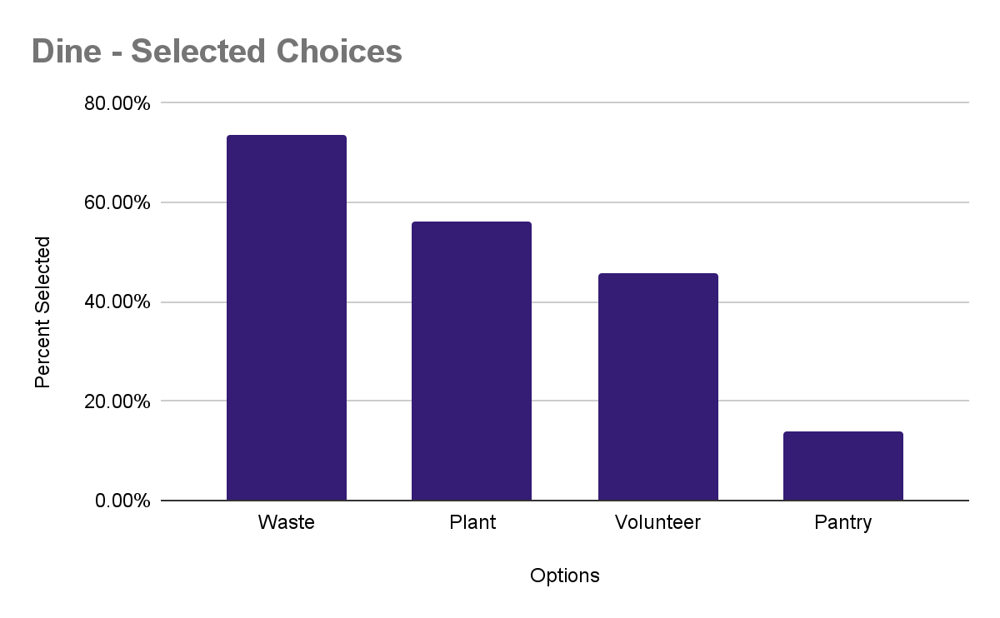 Dine - Selected Choices
80.00%
60.00%
40.00%
20.00%
0.00%
Percent Selected
Waste
Plant
Volunteer
Pantry
Options